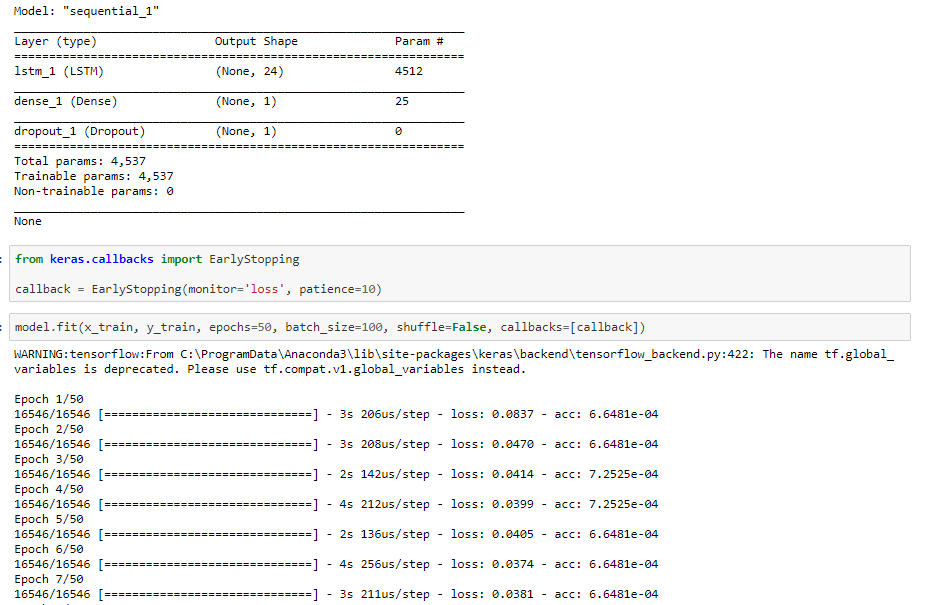 Model: "sequential_1"
Layer (type) Output Shape Param #
=================================================================
lstm_1 (LSTM) (None, 24) 4512
dense_1 (Dense) (None, 1) 25
dropout_1 (Dropout) (None, 1) 0
=================================================================
Total params: 4,537
Trainable params: 4,537
Non-trainable params: 0
None
from keras.callbacks import EarlyStopping
callback = EarlyStopping(monitor='loss', patience=10)
model.fit(x_train, y_train, epochs=50, batch_size=100, shuffle=False, callbacks=[callback])
WARNING:tensorflow:From C:\ProgramData\Anaconda3\lib\site-packages\keras\backend\tensorflow_backend.py:422: The name tf.global_
variables is deprecated. Please use tf.compat.v1.global_variables instead.
Epoch 1/50
16546/16546 [==============================] - 3s 206us/step - loss: 0.0837 - acc: 6.6481e-04
Epoch 2/50
16546/16546 [==============================] - 3s 208us/step - loss: 0.0470 - acc: 6.6481e-04
Epoch 3/50
16546/16546 [==============================] - 2s 142us/step - loss: 0.0414 - acc: 7.2525e-04
Epoch 4/50
16546/16546 [==============================] - 4s 212us/step - loss: 0.0399 - acc: 7.2525e-04
Epoch 5/50
16546/16546 [==============================] - 2s 136us/step - loss: 0.0405 - acc: 6.6481e-04
Epoch 6/50
16546/16546 [==============================] - 4s 256us/step - loss: 0.0374 - acc: 6.6481e-04
Epoch 7/50
16546/16546 [==============================] - 3s 211us/step - loss: 0.0381 - acc: 6.6481e-04